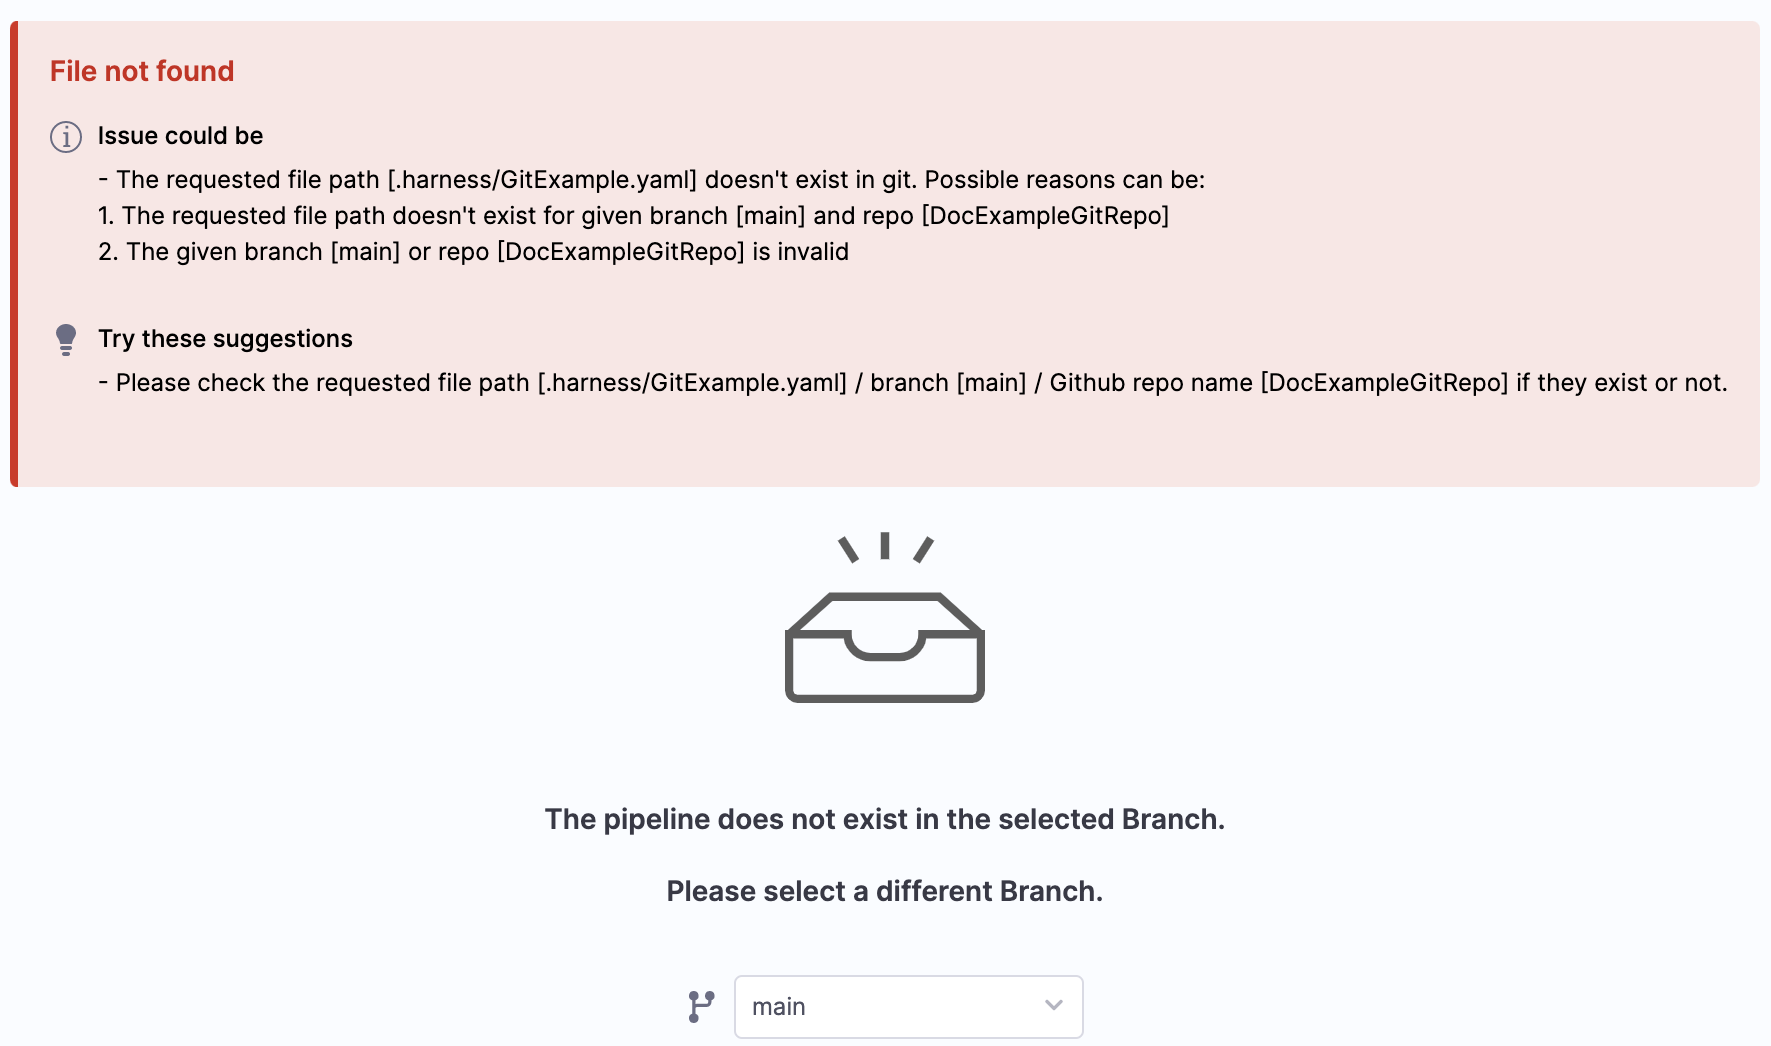 File not found
Issue could be
- The requested file path [.harness/GitExample.yaml] doesn't exist in git. Possible reasons can be:
1. The requested file path doesn't exist for given branch [main] and repo [DocExampleGitRepo]
2. The given branch [main] or repo [DocExampleGitRepo] is invalid
Try these suggestions
- Please check the requested file path [.harness/GitExample.yaml] / branch [main] / Github repo name [DocExampleGitRepo] if they exist or not.
The pipeline does not exist in the selected Branch.
Please select a different Branch.
main